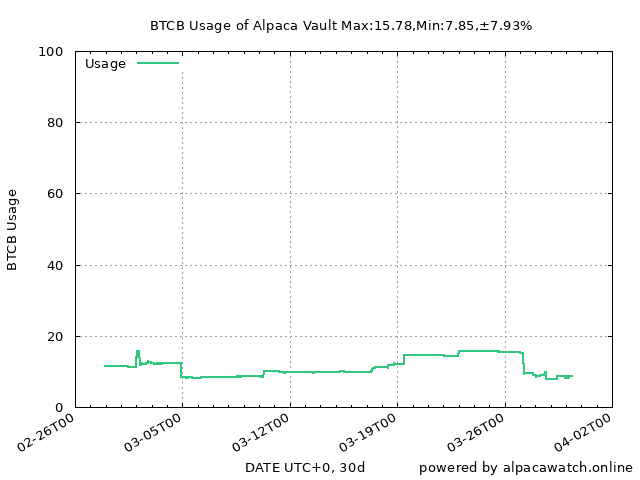 BTCB Usage of Alpaca Vault Max:15.78,Min:7.85,±7.93%
Usage
100
80
60
40
20
0
BTCB Usage
02-26T00
03-05T00
03-12T00
03-19T00
03-26T00
04-02T00
DATE UTC+0, 30d
powered by alpacawatch.online